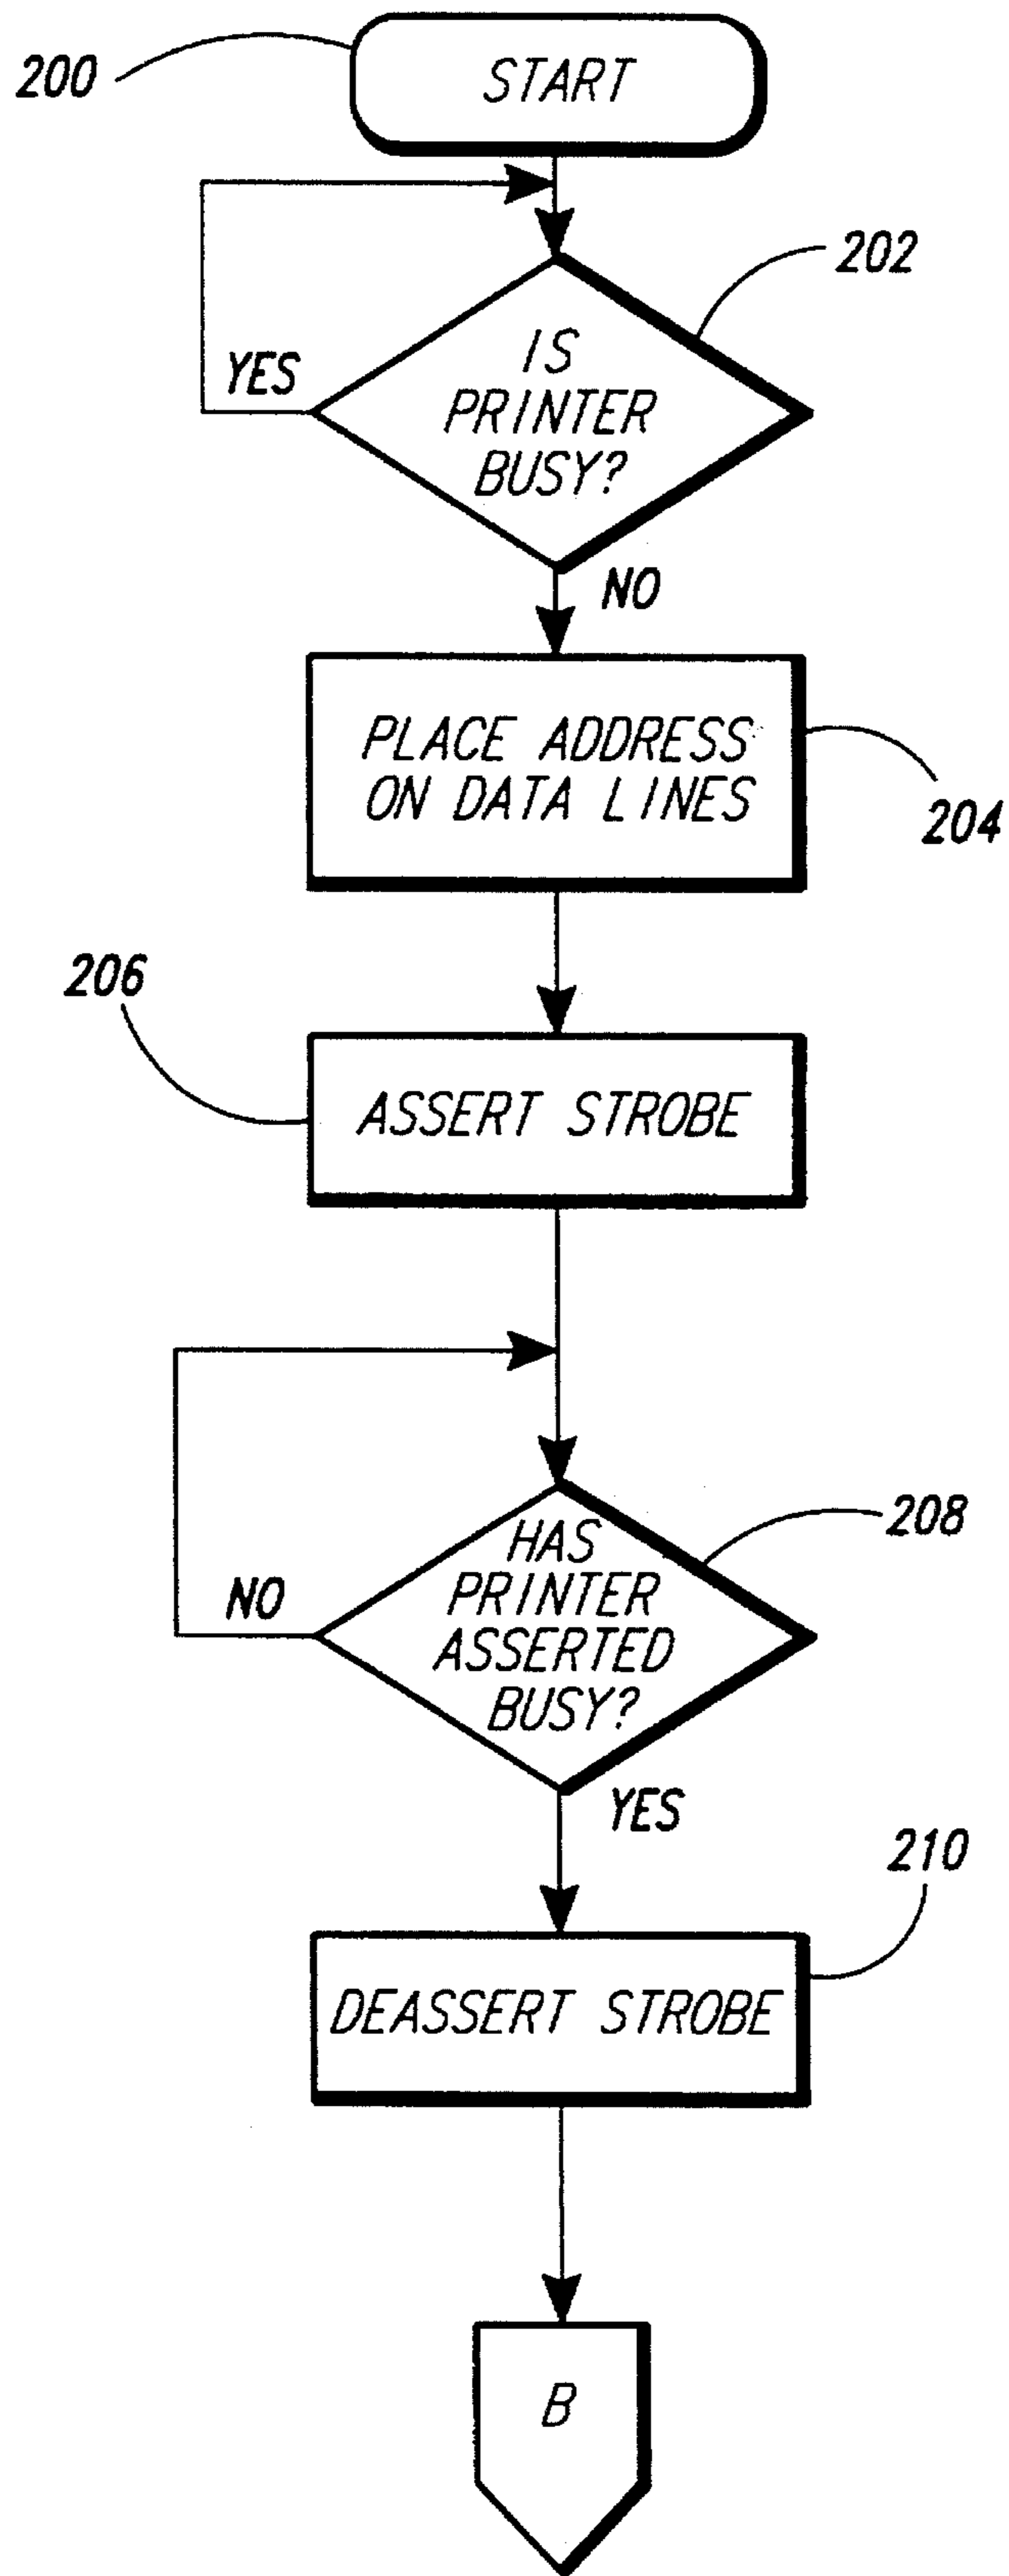 200
START
202
IS
PRINTER
BUSY?
YES
NO
PLACE ADDRESS
ON DATA LINES
204
206
ASSERT STROBE
208
HAS
PRINTER
ASSERTED
BUSY?
NO
YES
210
DEASSERT STROBE
B